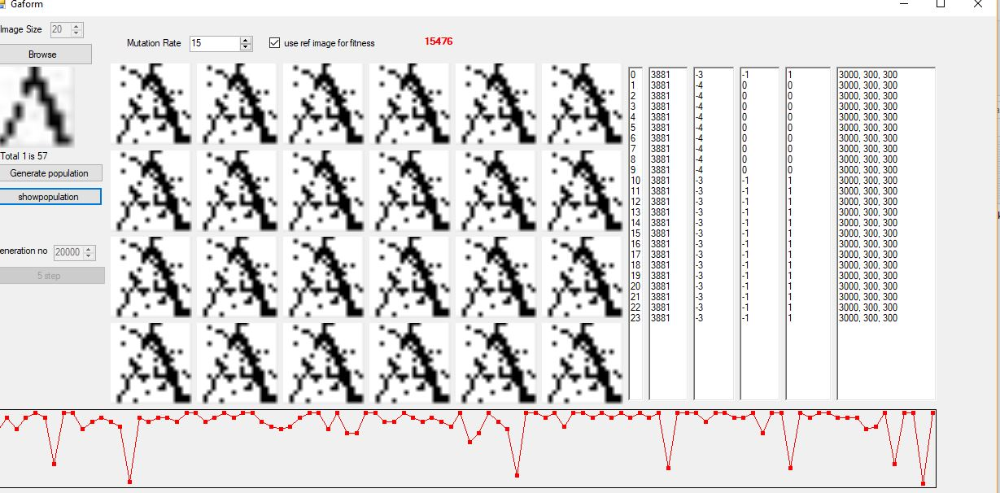 Gaform
Image Size 20
Browse
Mutation Rate 15
use ref image for fitness
15476
Total 1 is 57
Generate population
showpopulation
eneration no 20000
5 step
0 3881 -3 -1 1 3000, 300, 300
1 3881 -4 0 0 3000, 300, 300
2 3881 -4 0 0 3000, 300, 300
3 3881 -4 0 0 3000, 300, 300
4 3881 -4 0 0 3000, 300, 300
5 3881 -4 0 0 3000, 300, 300
6 3881 -4 0 0 3000, 300, 300
7 3881 -4 0 0 3000, 300, 300
8 3881 -4 0 0 3000, 300, 300
9 3881 -4 0 0 3000, 300, 300
10 3881 -3 -1 1 3000, 300, 300
11 3881 -3 -1 1 3000, 300, 300
12 3881 -3 -1 1 3000, 300, 300
13 3881 -3 -1 1 3000, 300, 300
14 3881 -3 -1 1 3000, 300, 300
15 3881 -3 -1 1 3000, 300, 300
16 3881 -3 -1 1 3000, 300, 300
17 3881 -3 -1 1 3000, 300, 300
18 3881 -3 -1 1 3000, 300, 300
19 3881 -3 -1 1 3000, 300, 300
20 3881 -3 -1 1 3000, 300, 300
21 3881 -3 -1 1 3000, 300, 300
22 3881 -3 -1 1 3000, 300, 300
23 3881 -3 -1 1 3000, 300, 300